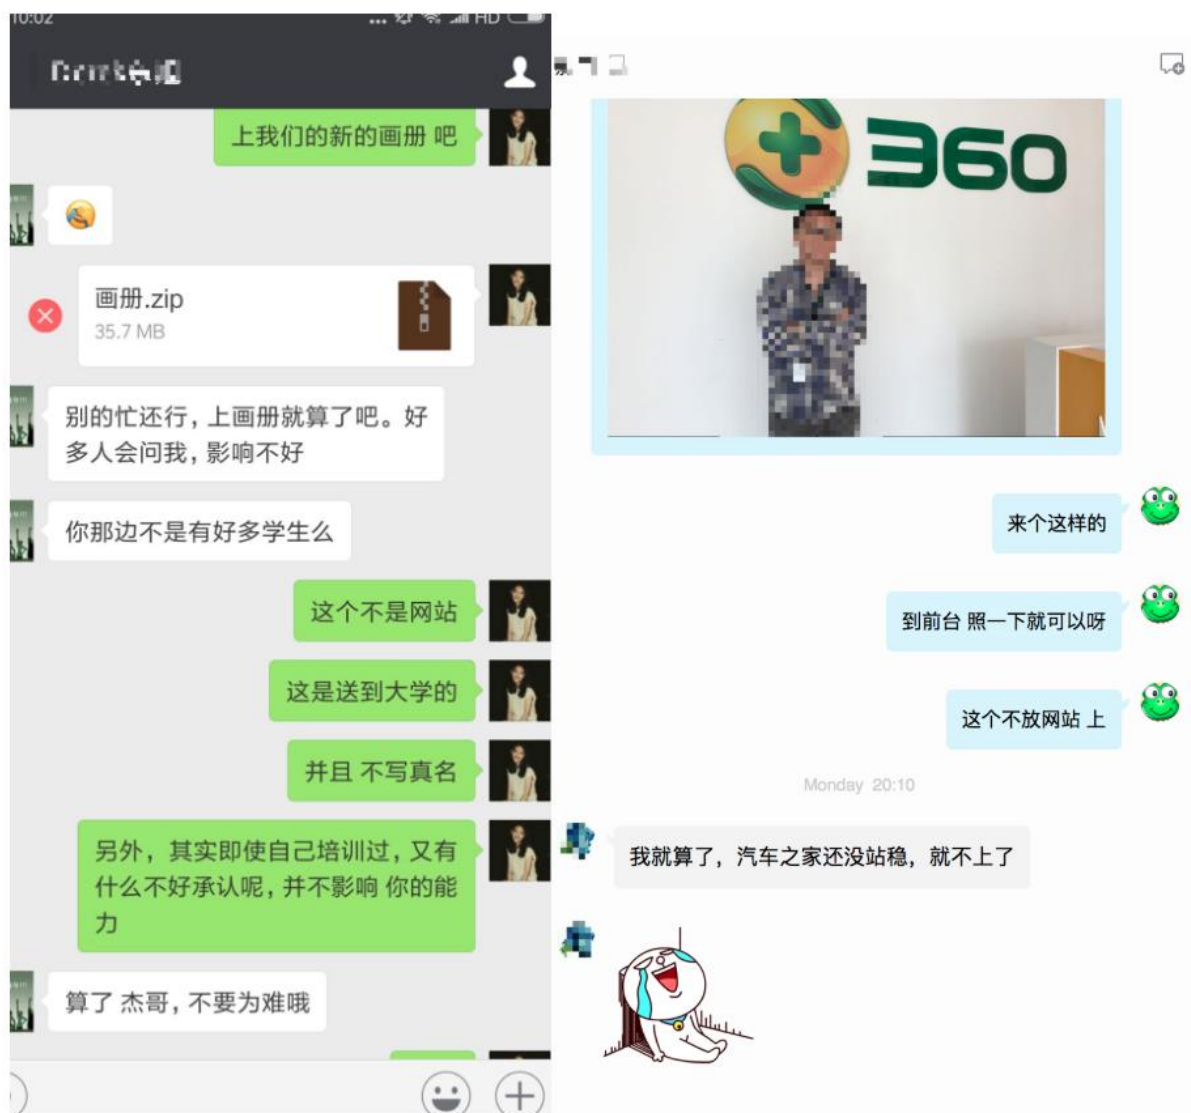 10:02
HD
上我们的新的画册 吧
画册.zip
35.7 MB
别的忙还行，上画册就算了吧。好
多人会问我，影响不好
你那边不是有好多学生么
这个不是网站
这是送到大学的
并且 不写真名
另外，其实即使自己培训过，又有
什么不好承认呢，并不影响 你的能
力
算了 杰哥，不要为难哦
360
来个这样的
到前台 照一下就可以呀
这个不放网站 上
Monday 20:10
我就算了，汽车之家还没站稳，就不上了